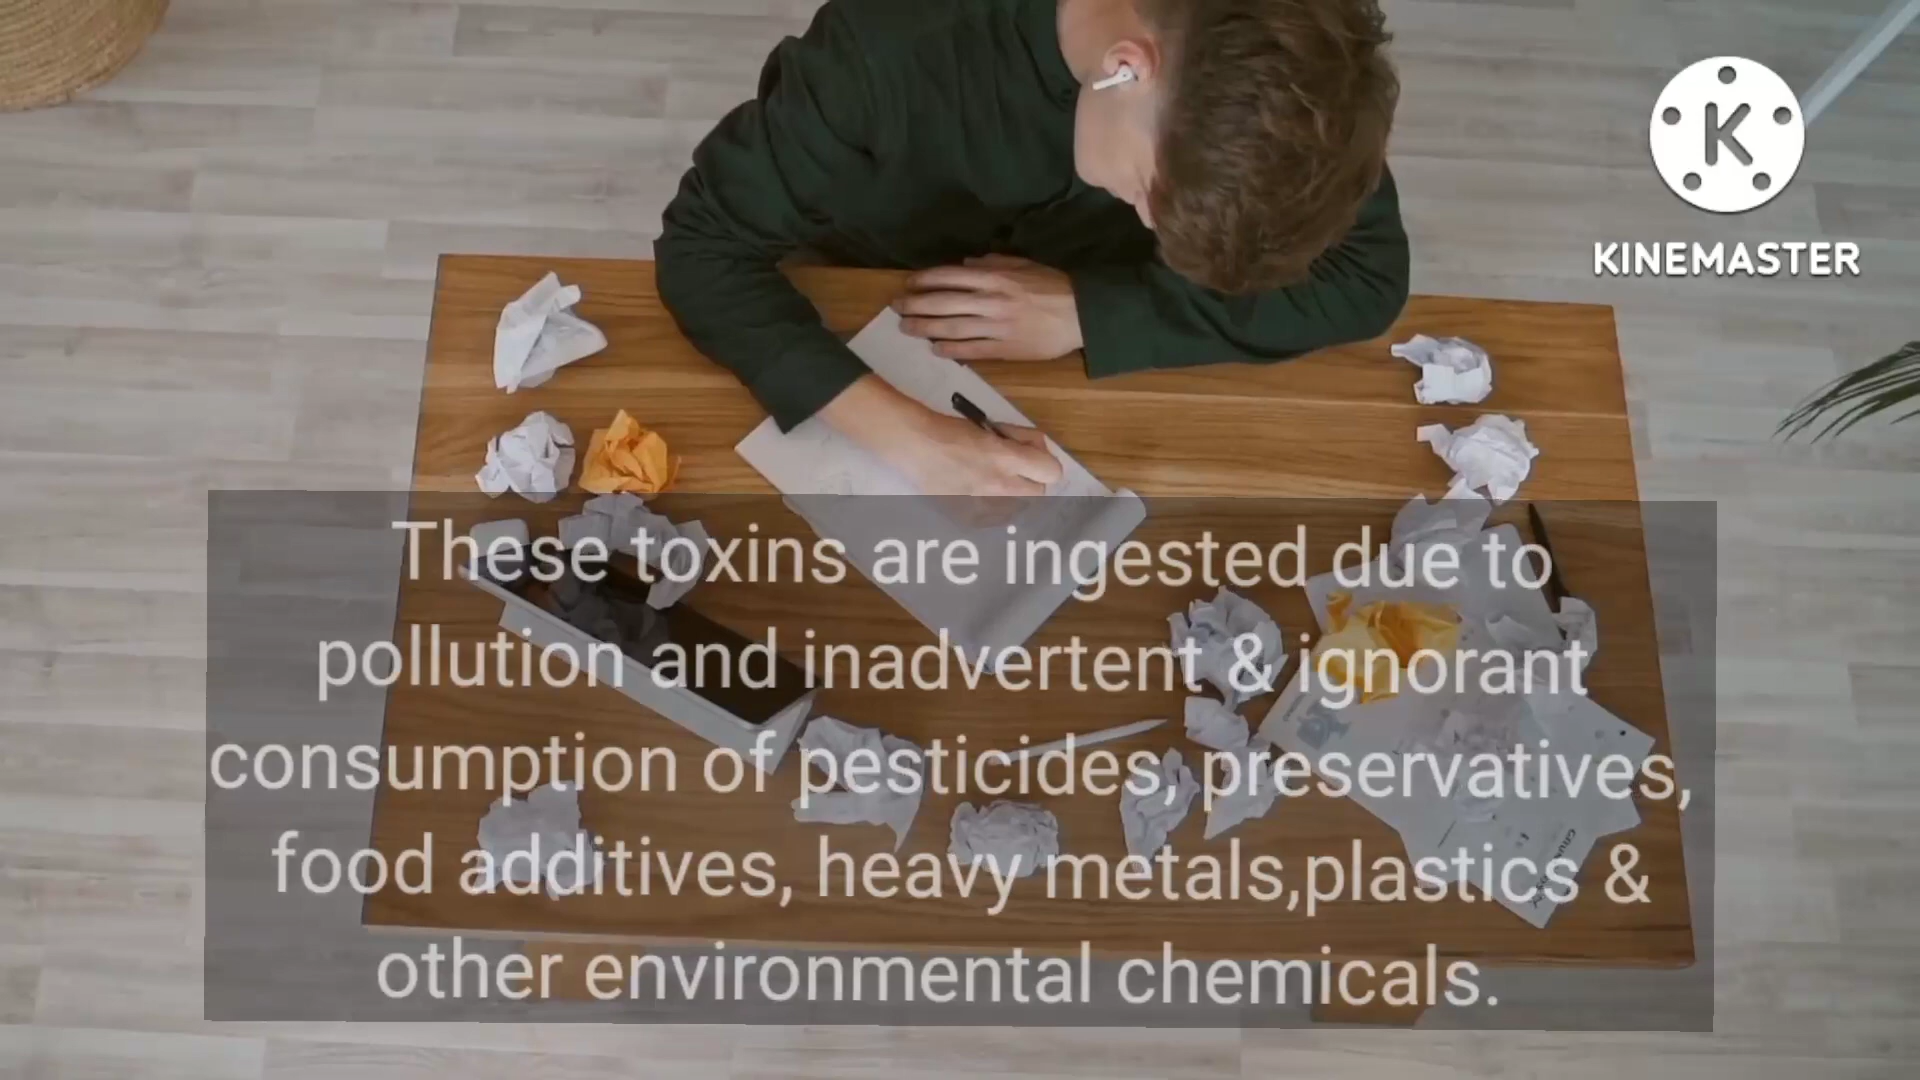 K
KINEMASTER
These toxins are ingested due to
pollution and inadvertent & ignorant
consumption of pesticides, preservatives,
food additives, heavy metals,plastics &
other environmental chemicals.